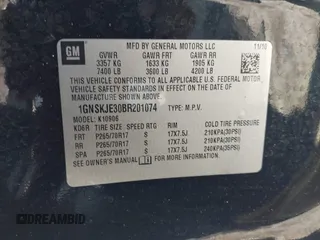 GM
MFD BY GENERAL MOTORS LLC 11/10
GVWR GAWR FRT GAWR RR
3357 KG 1633 KG 1905 KG
7400 LB 3600 LB 4200 LB
THIS VEHICLE CONFORMS TO ALL APPLICABLE U.S. FEDERAL
MOTOR VEHICLE SAFETY AND THEFT PREVENTION STANDARDS
IN EFFECT ON THE DATE OF MANUFACTURE SHOWN ABOVE.
1GNSKJE30BR201074 TYPE: M.P.V.
MODEL: K10906
TIRE SIZE SPEED RTG RIM COLD TIRE PRESSURE
FRT P265/70R17 S 17X7.5J 210KPA(30PSI)
RR P265/70R17 S 17X7.5J 210KPA(30PSI)
SPA P265/70R17 S 17X7.5J 240KPA(35PSI)
SEE OWNER'S MANUAL FOR ADDITIONAL INFORMATION
DREAMBID